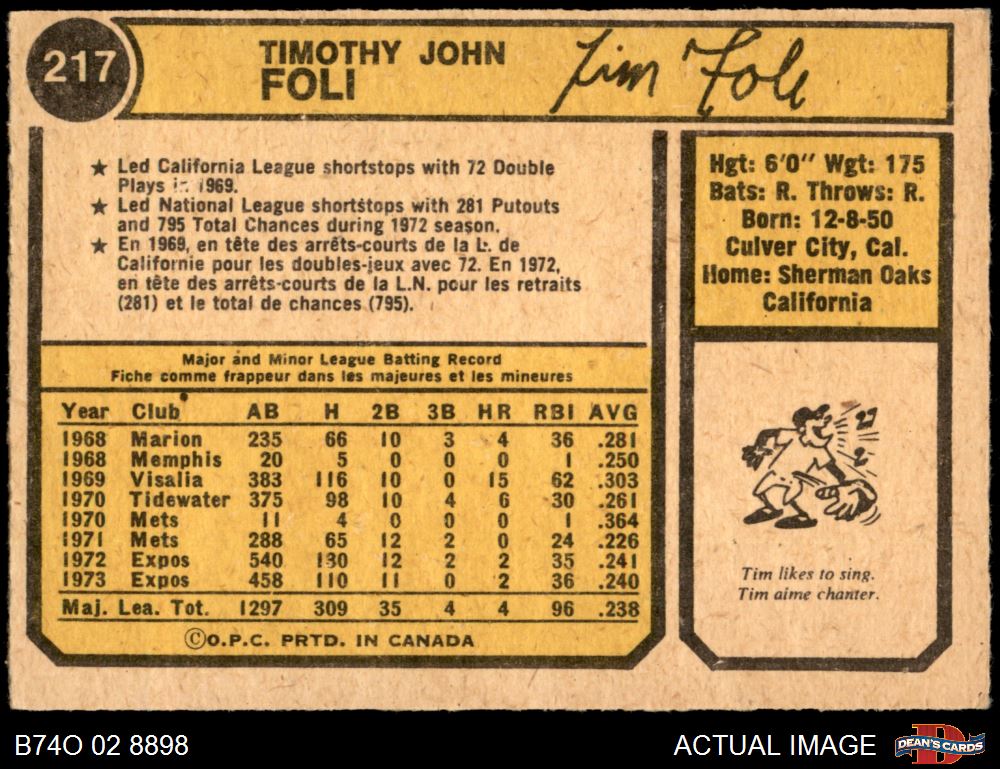 217
TIMOTHY JOHN
FOLI
Tim Foli
★ Led California League shortstops with 72 Double
Plays in 1969.
★ Led National League shortstops with 281 Putouts
and 795 Total Chances during 1972 season.
★ En 1969, en tête des arrêts-courts de la L. de
Californie pour les doubles-jeux avec 72. En 1972,
en tête des arrêts-courts de la L.N. pour les retraits
(281) et le total de chances (795).
Hgt: 6'0" Wgt: 175
Bats: R. Throws: R.
Born: 12-8-50
Culver City, Cal.
Home: Sherman Oaks
California
Major and Minor League Batting Record
Fiche comme frappeur dans les majeures et les mineures
Year Club AB H 2B 3B HR RBI AVG
1968 Marion 235 66 10 3 4 36 .281
1968 Memphis 20 5 0 0 0 1 .250
1969 Visalia 383 116 10 0 15 62 .303
1970 Tidewater 375 98 10 4 6 30 .261
1970 Mets 11 4 0 0 0 1 .364
1971 Mets 288 65 12 2 0 24 .226
1972 Expos 540 130 12 2 2 35 .241
1973 Expos 458 110 11 0 2 36 .240
Maj. Lea. Tot. 1297 309 35 4 4 96 .238
©O.P.C. PRTD. IN CANADA
Tim likes to sing.
Tim aime chanter.
B74O 02 8898
ACTUAL IMAGE
DEAN'S CARDS